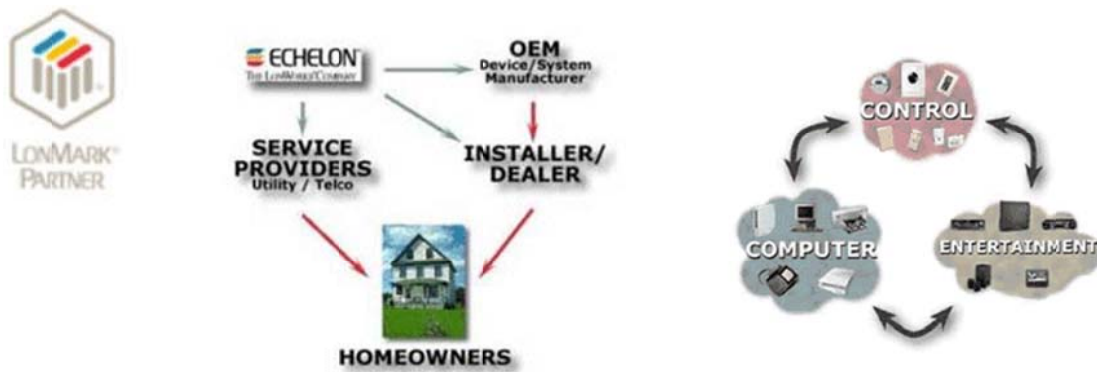 LONMARK®
PARTNER
ECHELON™
THE LONWORKS COMPANY
OEM
Device/System
Manufacturer
SERVICE
PROVIDERS
Utility / Telco
INSTALLER/
DEALER
HOMEOWNERS
CONTROL
COMPUTER
ENTERTAINMENT